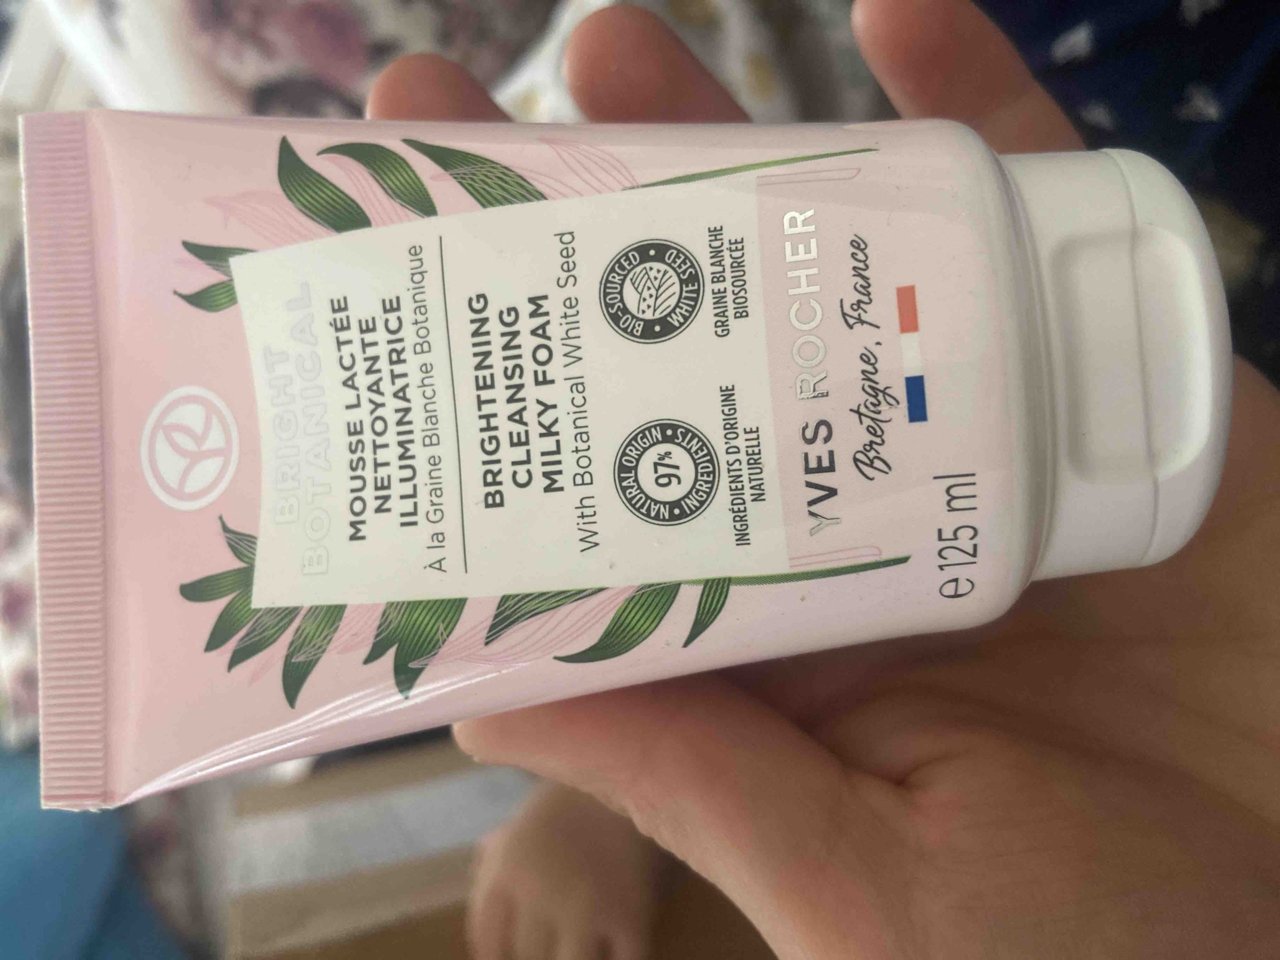 BRIGHT
BOTANICAL
MOUSSE LACTÉE
NETTOYANTE
ILLUMINATRICE
À la Graine Blanche Botanique
BRIGHTENING
CLEANSING
MILKY FOAM
With Botanical White Seed
NATURAL ORIGIN • INGREDIENTS •
97%
INGRÉDIENTS D'ORIGINE
NATURELLE
BIO-SOURCED • WHITE SEED •
GRAINE BLANCHE
BIOSOURCÉE
YVES ROCHER
Bretagne, France
e 125 ml